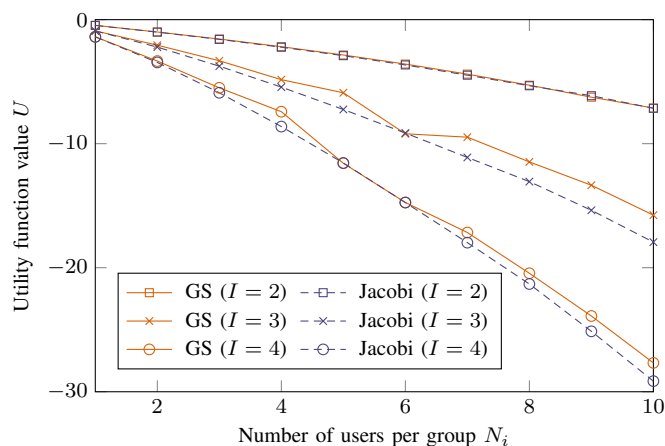 0
−10
−20
−30
Utility function value U
GS (I = 2)
Jacobi (I = 2)
GS (I = 3)
Jacobi (I = 3)
GS (I = 4)
Jacobi (I = 4)
2
4
6
8
10
Number of users per group N_i